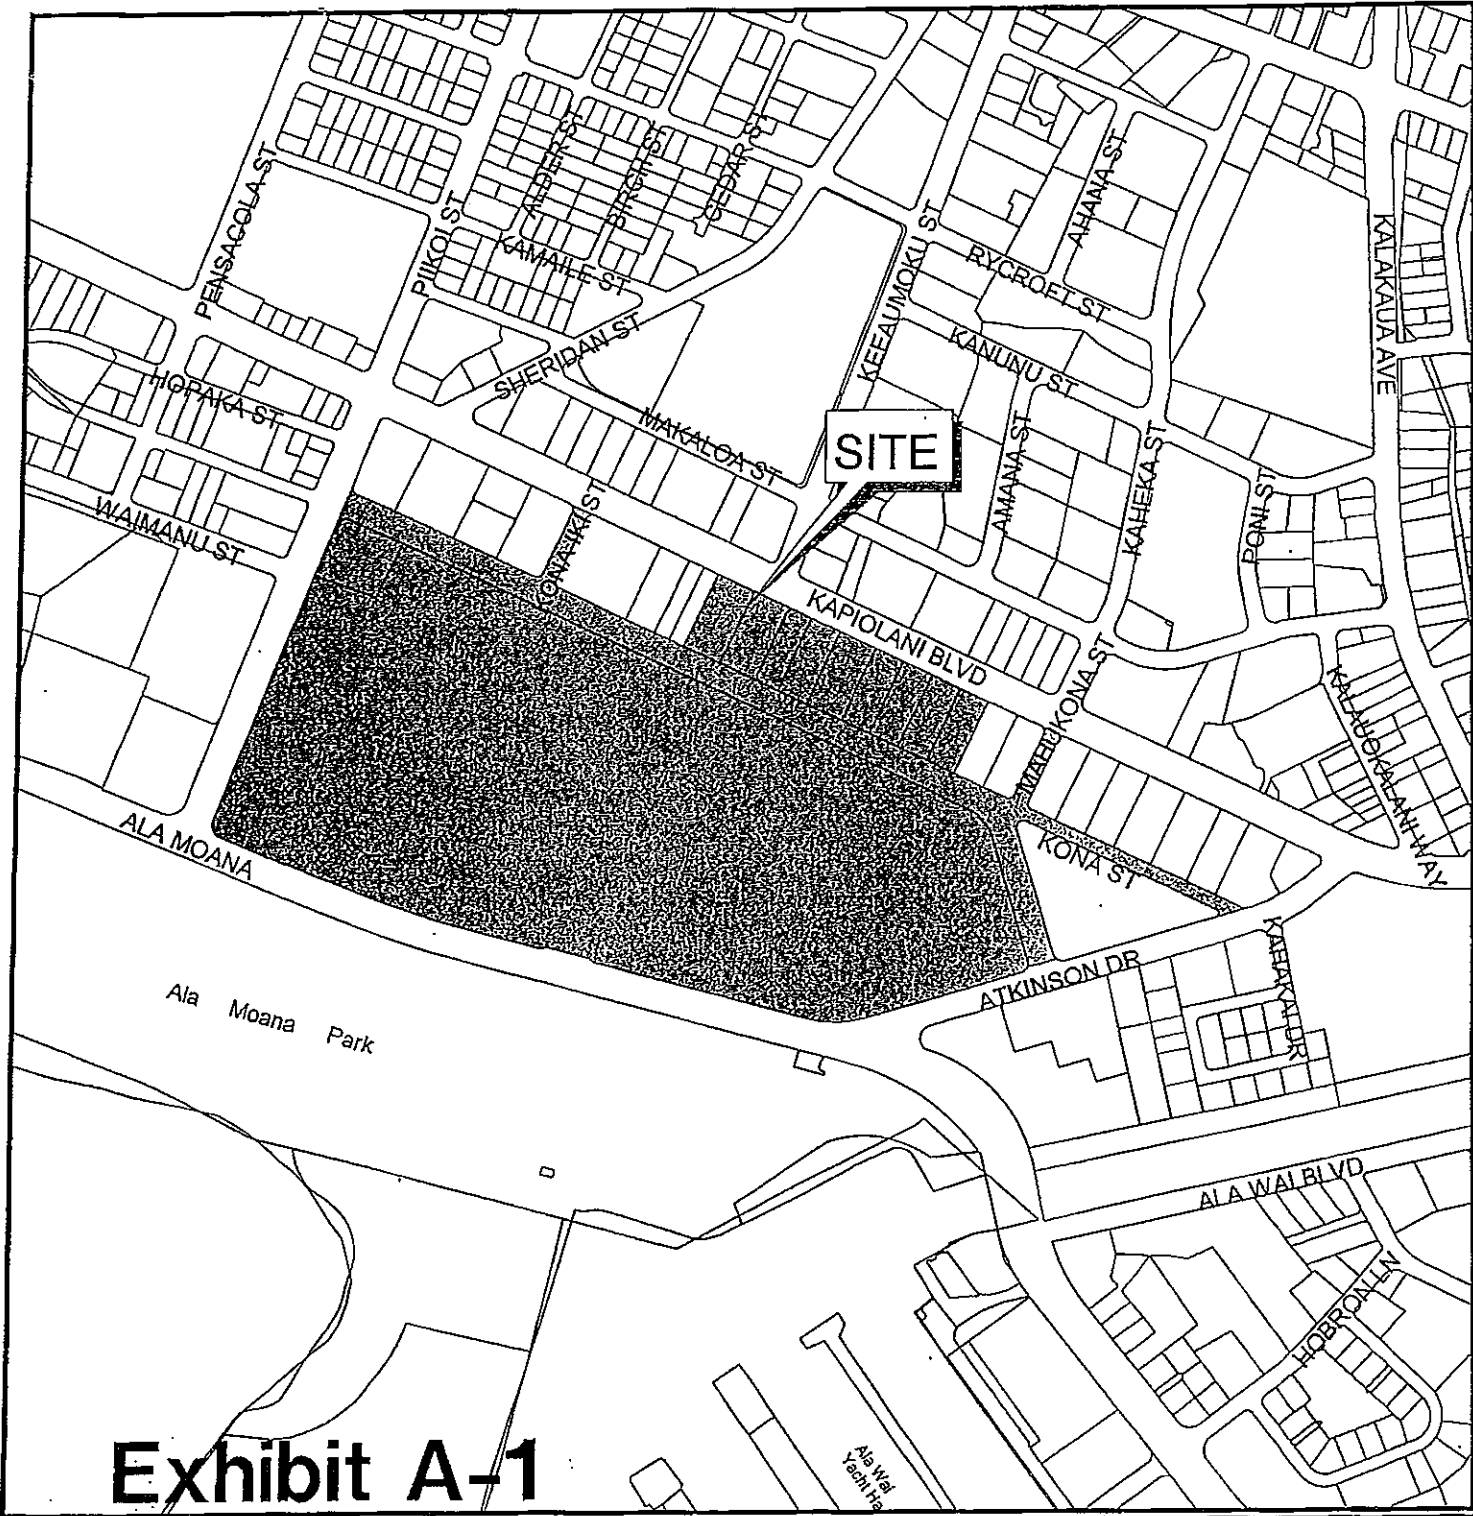 PENSACOLA ST
PIIKOI ST
ALDER ST
BIRCH ST
CEDAR ST
KAMAILE ST
SHERIDAN ST
KEEAUMOKU ST
RYCROFT ST
AHANA ST
KALAKAUA AVE
KANUNU ST
HOPAKA ST
MAKALOA ST
SITE
AMANA ST
KAHEKA ST
PONI ST
WAIMANU ST
KONA IKI ST
KAPIOLANI BLVD
MAHUKONA ST
KALAUOKALANI WAY
ALA MOANA
KONA ST
KAHAKAI DR
ATKINSON DR
Ala Moana Park
ALA WAI BLVD
HOBRON LN
Ala Wai
Yacht Ha
Exhibit A-1